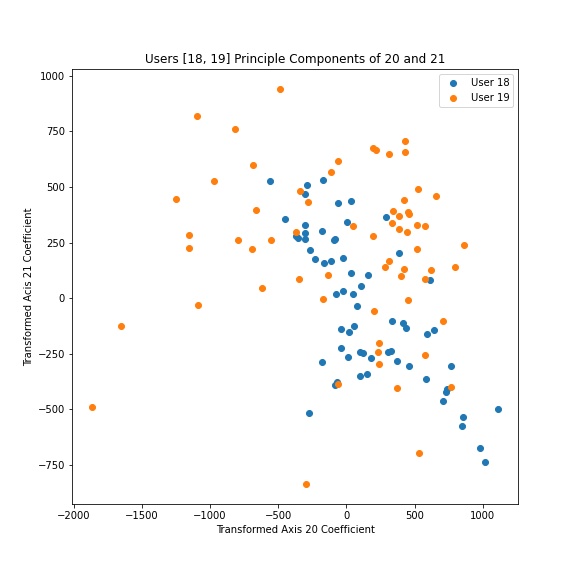 Users [18, 19] Principle Components of 20 and 21
User 18
User 19
1000
750
500
250
0
−250
−500
−750
Transformed Acis 21 Coefficient
−2000 −1500 −1000 −500 0 500 1000
Transformed Axis 20 Coefficient